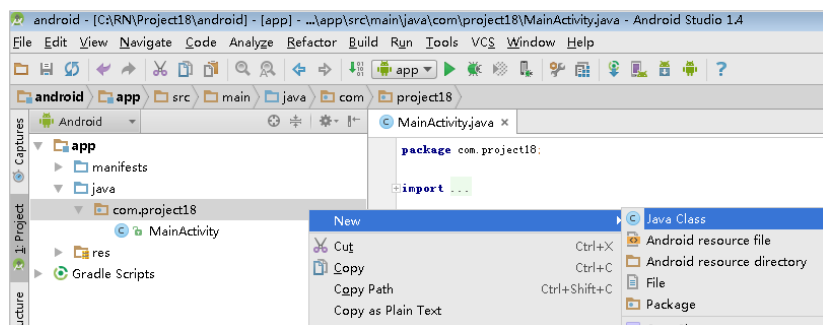 android - [C:\RN\Project18\android] - [app] - ...\app\src\main\java\com\project18\MainActivity.java - Android Studio 1.4
File Edit View Navigate Code Analyze Refactor Build Run Tools VCS Window Help
app
android app src main java com project18
Android
MainActivity.java
Captures
1: Project
app
manifests
java
com.project18
MainActivity
res
Gradle Scripts
package com.project18;
import ...
New
Cut Ctrl+X
Copy Ctrl+C
Copy Path Ctrl+Shift+C
Copy as Plain Text
Java Class
Android resource file
Android resource directory
File
Package